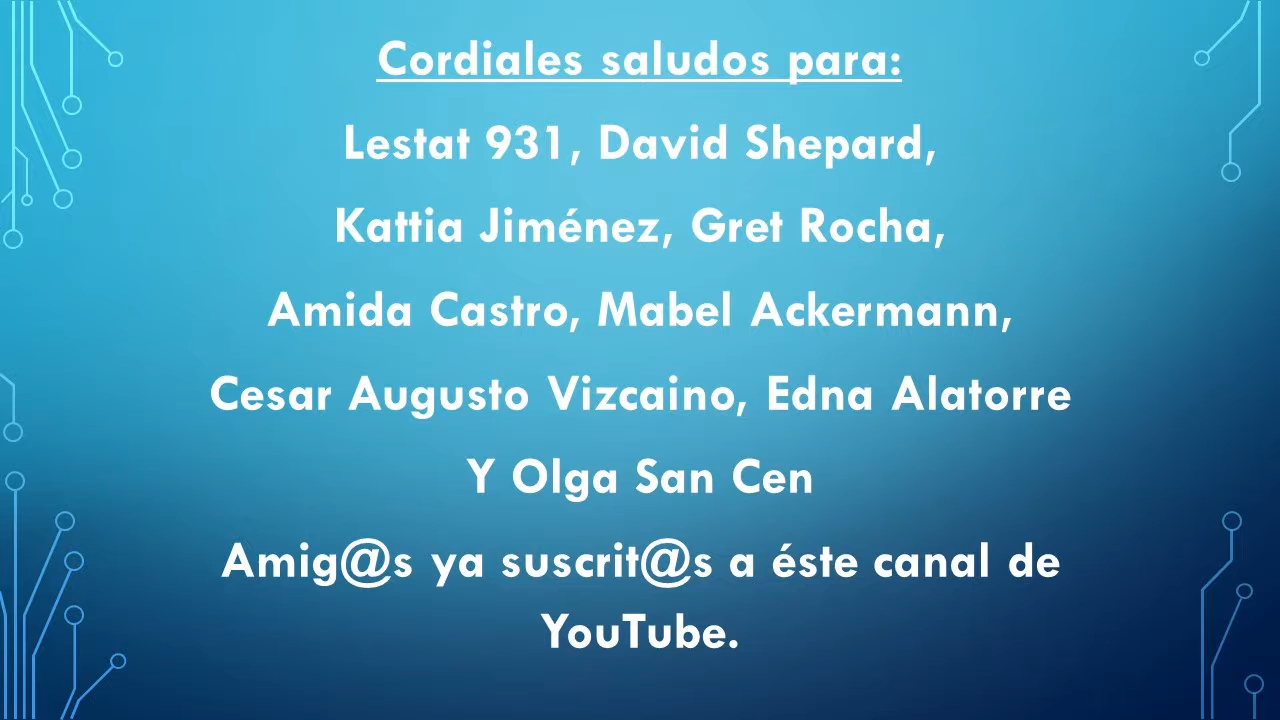 Cordiales saludos para:
Lestat 931, David Shepard,
Kattia Jiménez, Gret Rocha,
Amida Castro, Mabel Ackermann,
Cesar Augusto Vizcaino, Edna Alatorre
Y Olga San Cen
Amig@s ya suscrit@s a éste canal de
YouTube.